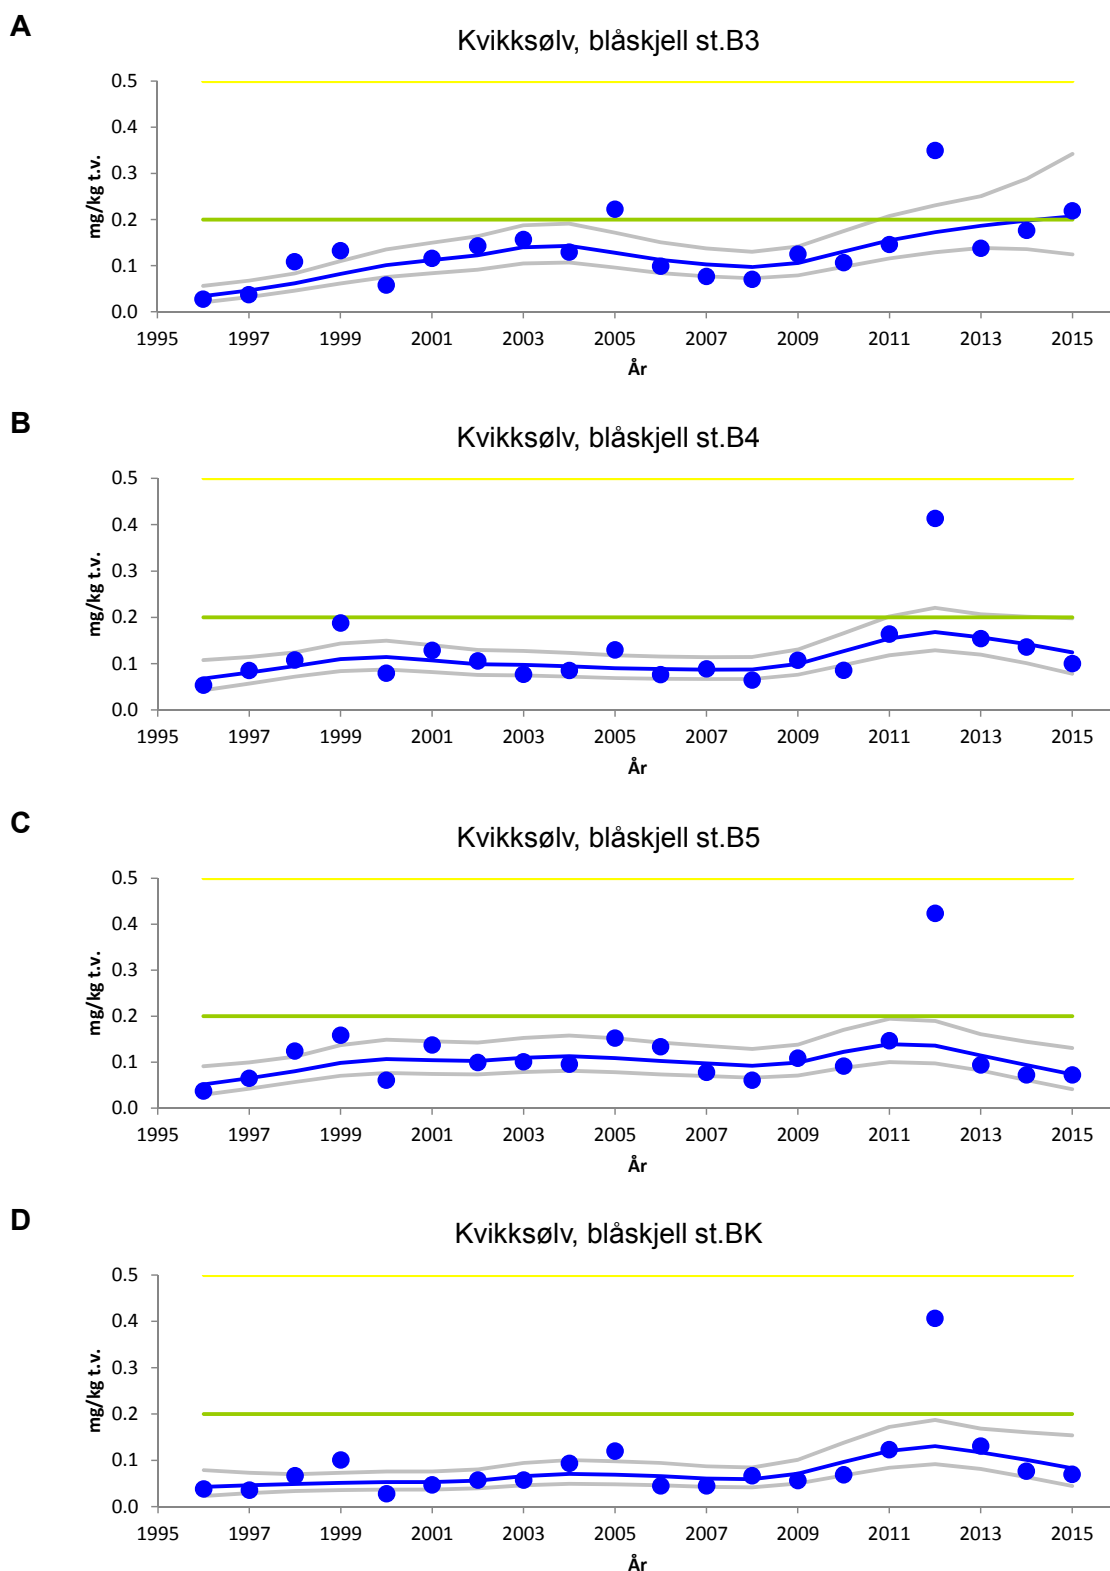 A
Kvikksølv, blåskjell st.B3
mg/kg t.v.
0.5
0.4
0.3
0.2
0.1
0.0
1995 1997 1999 2001 2003 2005 2007 2009 2011 2013 2015
År
B
Kvikksølv, blåskjell st.B4
mg/kg t.v.
0.5
0.4
0.3
0.2
0.1
0.0
1995 1997 1999 2001 2003 2005 2007 2009 2011 2013 2015
År
C
Kvikksølv, blåskjell st.B5
mg/kg t.v.
0.5
0.4
0.3
0.2
0.1
0.0
1995 1997 1999 2001 2003 2005 2007 2009 2011 2013 2015
År
D
Kvikksølv, blåskjell st.BK
mg/kg t.v.
0.5
0.4
0.3
0.2
0.1
0.0
1995 1997 1999 2001 2003 2005 2007 2009 2011 2013 2015
År